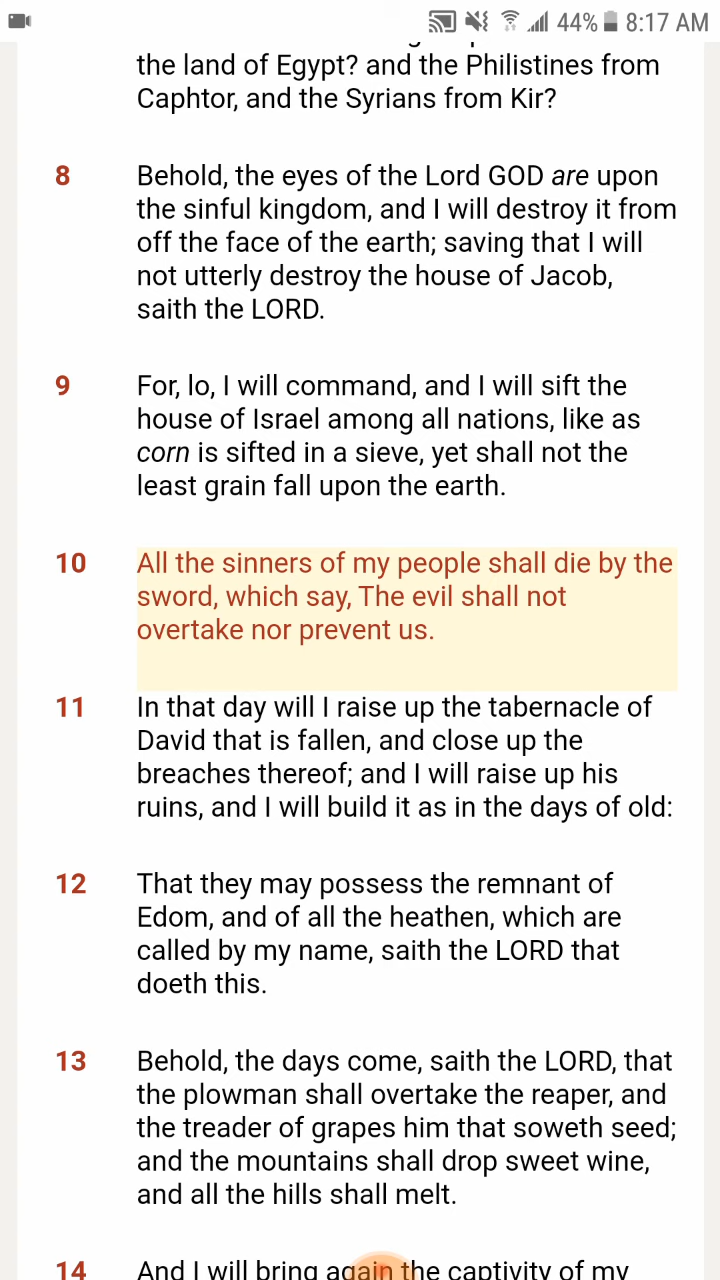 44% 8:17 AM
the land of Egypt? and the Philistines from
Caphtor, and the Syrians from Kir?
8 Behold, the eyes of the Lord GOD are upon
the sinful kingdom, and I will destroy it from
off the face of the earth; saving that I will
not utterly destroy the house of Jacob,
saith the LORD.
9 For, lo, I will command, and I will sift the
house of Israel among all nations, like as
corn is sifted in a sieve, yet shall not the
least grain fall upon the earth.
10 All the sinners of my people shall die by the
sword, which say, The evil shall not
overtake nor prevent us.
11 In that day will I raise up the tabernacle of
David that is fallen, and close up the
breaches thereof; and I will raise up his
ruins, and I will build it as in the days of old:
12 That they may possess the remnant of
Edom, and of all the heathen, which are
called by my name, saith the LORD that
doeth this.
13 Behold, the days come, saith the LORD, that
the plowman shall overtake the reaper, and
the treader of grapes him that soweth seed;
and the mountains shall drop sweet wine,
and all the hills shall melt.
14 And I will bring again the captivity of my